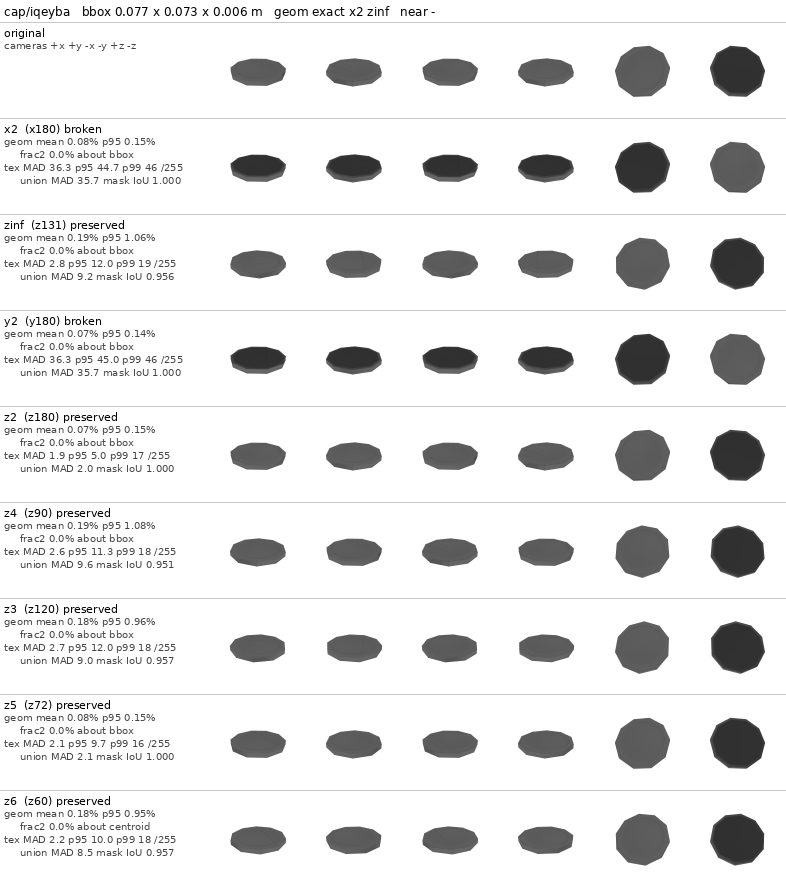 cap/iqeyba   bbox 0.077 x 0.073 x 0.006 m   geom exact x2 zinf   near -
original
cameras +x +y -x -y +z -z
x2  (x180) broken
geom mean 0.08% p95 0.15%
frac2 0.0% about bbox
tex MAD 36.3 p95 44.7 p99 46 /255
union MAD 35.7 mask IoU 1.000
zinf  (z131) preserved
geom mean 0.19% p95 1.06%
frac2 0.0% about bbox
tex MAD 2.8 p95 12.0 p99 19 /255
union MAD 9.2 mask IoU 0.956
y2  (y180) broken
geom mean 0.07% p95 0.14%
frac2 0.0% about bbox
tex MAD 36.3 p95 45.0 p99 46 /255
union MAD 35.7 mask IoU 1.000
z2  (z180) preserved
geom mean 0.07% p95 0.15%
frac2 0.0% about bbox
tex MAD 1.9 p95 5.0 p99 17 /255
union MAD 2.0 mask IoU 1.000
z4  (z90) preserved
geom mean 0.19% p95 1.08%
frac2 0.0% about bbox
tex MAD 2.6 p95 11.3 p99 18 /255
union MAD 9.6 mask IoU 0.951
z3  (z120) preserved
geom mean 0.18% p95 0.96%
frac2 0.0% about bbox
tex MAD 2.7 p95 12.0 p99 18 /255
union MAD 9.0 mask IoU 0.957
z5  (z72) preserved
geom mean 0.08% p95 0.15%
frac2 0.0% about bbox
tex MAD 2.1 p95 9.7 p99 16 /255
union MAD 2.1 mask IoU 1.000
z6  (z60) preserved
geom mean 0.18% p95 0.95%
frac2 0.0% about centroid
tex MAD 2.2 p95 10.0 p99 18 /255
union MAD 8.5 mask IoU 0.957